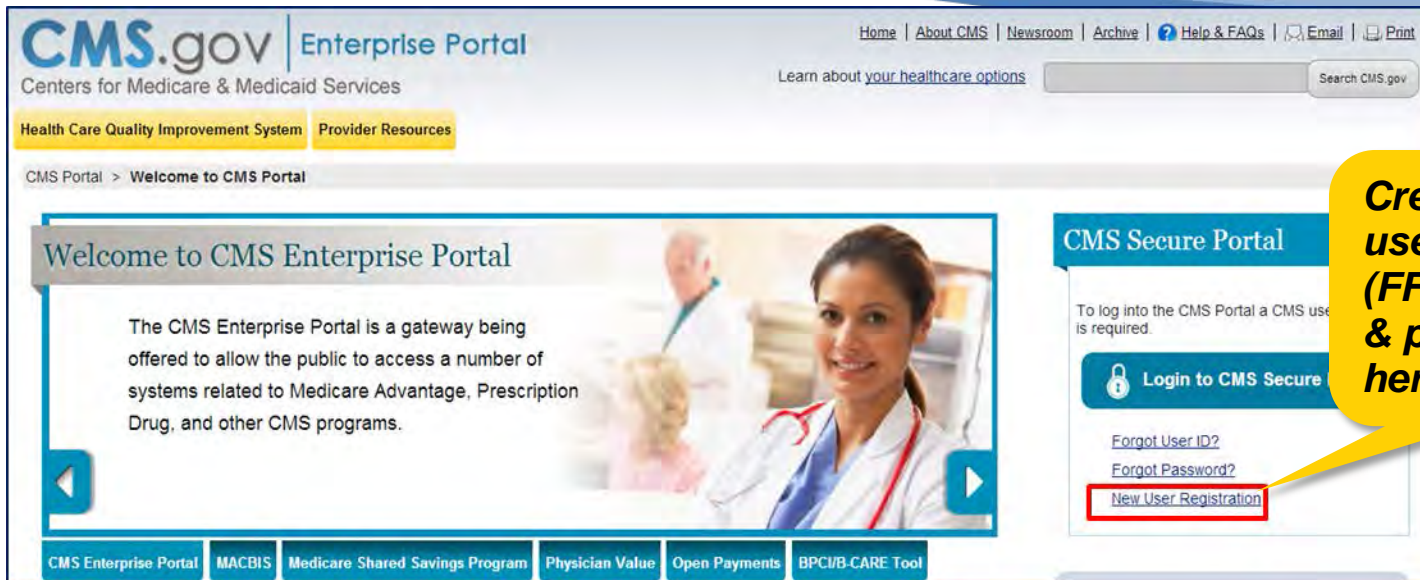 CMS.gov | Enterprise Portal
Centers for Medicare & Medicaid Services
Home | About CMS | Newsroom | Archive | Help & FAQs | Email | Print
Learn about your healthcare options
Search CMS.gov
Health Care Quality Improvement System
Provider Resources
CMS Portal > Welcome to CMS Portal
Welcome to CMS Enterprise Portal
The CMS Enterprise Portal is a gateway being
offered to allow the public to access a number of
systems related to Medicare Advantage, Prescription
Drug, and other CMS programs.
CMS Enterprise Portal
MACBIS
Medicare Shared Savings Program
Physician Value
Open Payments
BPCI/B-CARE Tool
CMS Secure Portal
To log into the CMS Portal a CMS
is required.
Login to CMS Secure
Forgot User ID?
Forgot Password?
New User Registration
&